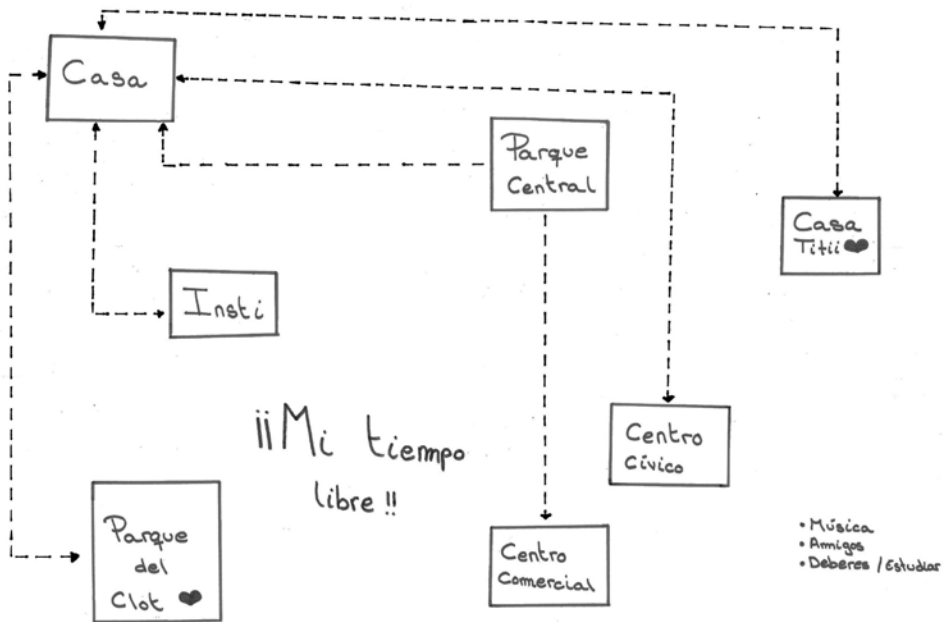 Casa
Parque
Central
Casa
Titii ❤
Insti
¡¡Mi tiempo
libre!!
Centro
Cívico
Parque
del
Clot ❤
Centro
Comercial
• Música
• Amigos
• Deberes / Estudiar